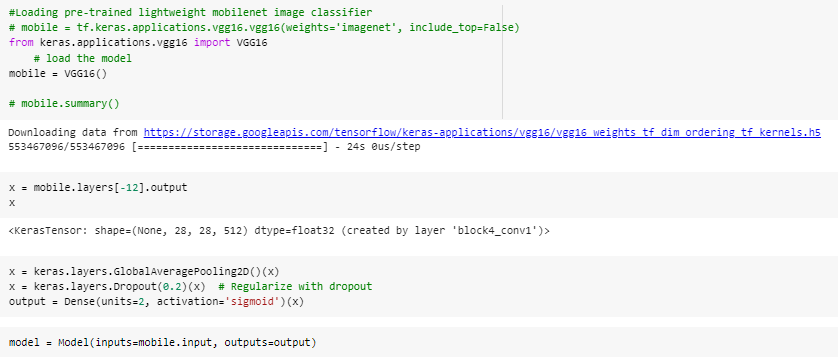 #Loading pre-trained lightweight mobilenet image classifier
# mobile = tf.keras.applications.vgg16.vgg16(weights='imagenet', include_top=False)
from keras.applications.vgg16 import VGG16
    # load the model
mobile = VGG16()
# mobile.summary()
Downloading data from https://storage.googleapis.com/tensorflow/keras-applications/vgg16/vgg16_weights_tf_dim_ordering_tf_kernels.h5
553467096/553467096 [==============================] - 24s 0us/step
x = mobile.layers[-12].output
x
<KerasTensor: shape=(None, 28, 28, 512) dtype=float32 (created by layer 'block4_conv1')>
x = keras.layers.GlobalAveragePooling2D()(x)
x = keras.layers.Dropout(0.2)(x)  # Regularize with dropout
output = Dense(units=2, activation='sigmoid')(x)
model = Model(inputs=mobile.input, outputs=output)